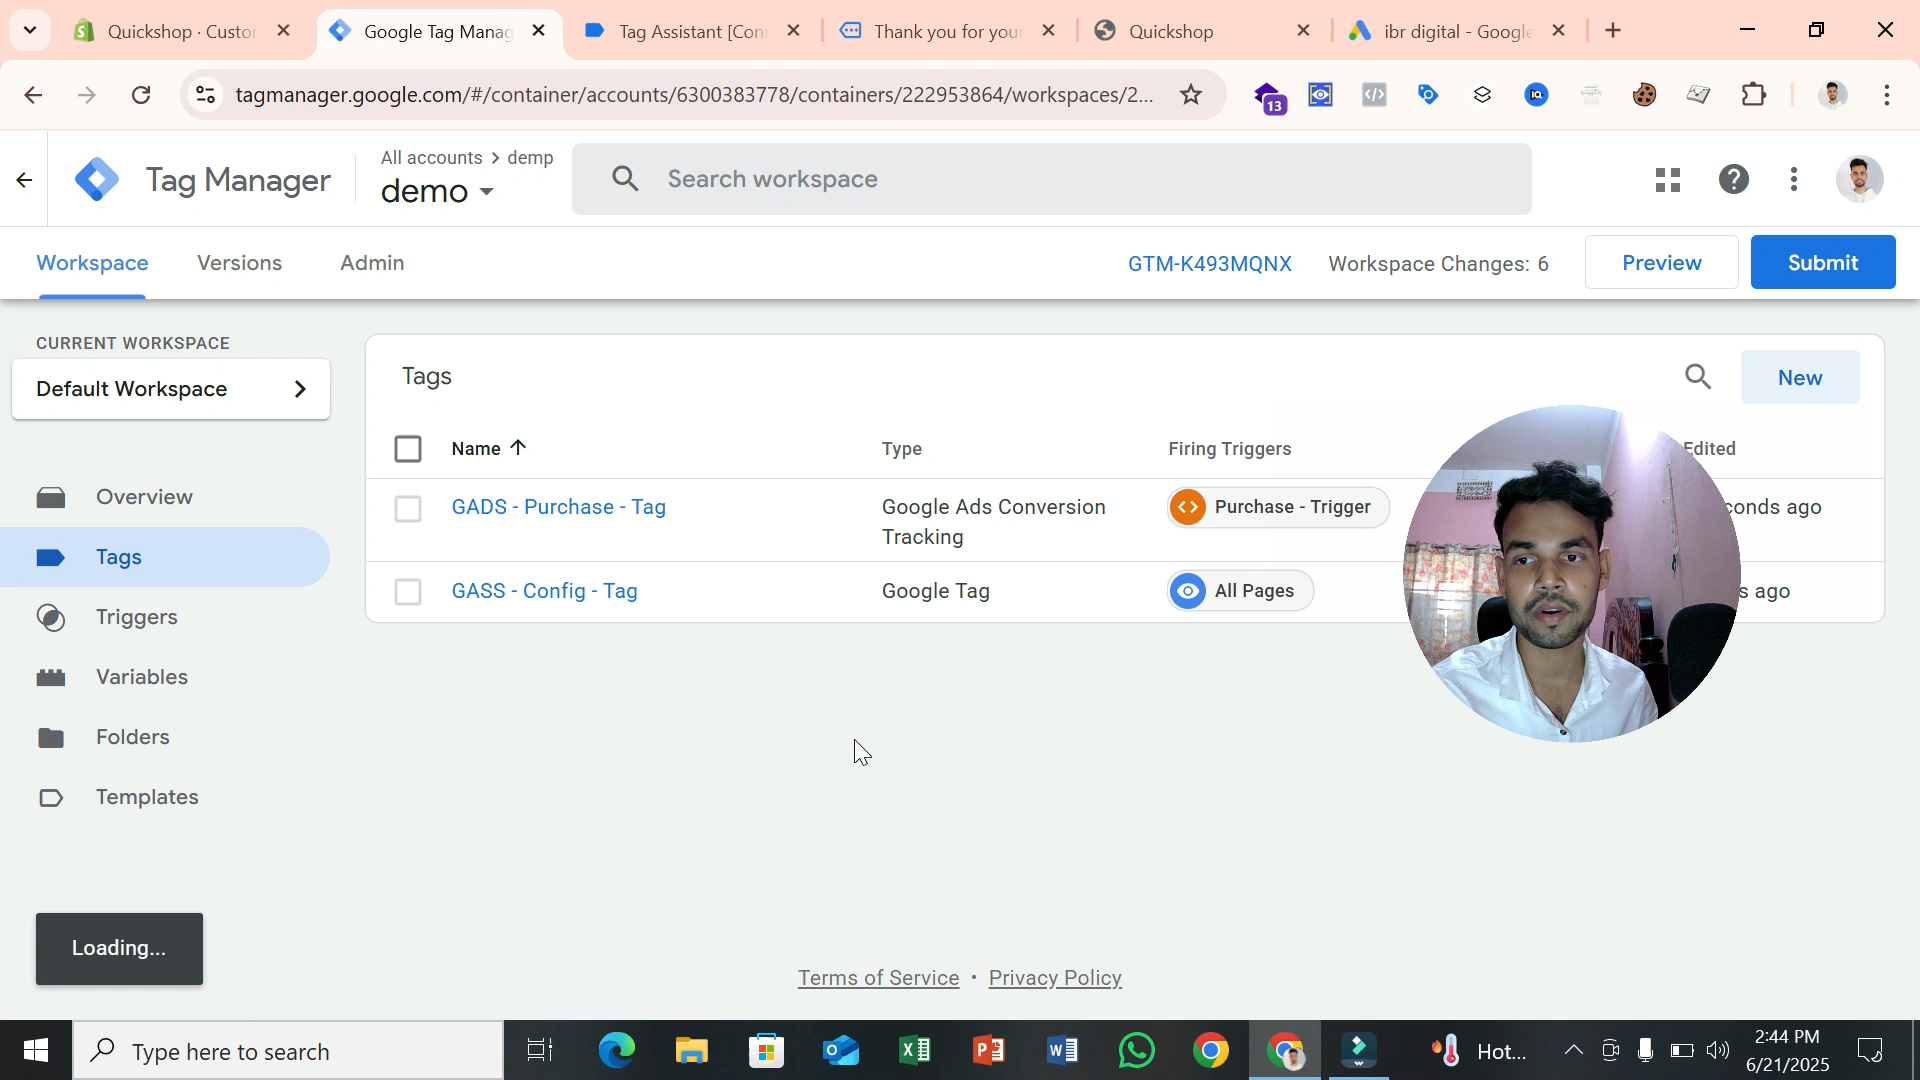 Quickshop · Custor
Google Tag Manag
Tag Assistant [Con
Thank you for you
Quickshop
ibr digital - Google
tagmanager.google.com/#/container/accounts/6300383778/containers/222953864/workspaces/2...
13
Tag Manager
All accounts > demp
demo
Search workspace
Workspace
Versions
Admin
GTM-K493MQNX
Workspace Changes: 6
Preview
Submit
CURRENT WORKSPACE
Default Workspace
Overview
Tags
Triggers
Variables
Folders
Templates
Tags
New
Name
Type
Firing Triggers
Edited
GADS - Purchase - Tag
Google Ads Conversion
Tracking
Purchase - Trigger
conds ago
GASS - Config - Tag
Google Tag
All Pages
s ago
Loading...
Terms of Service • Privacy Policy
Type here to search
Hot...
2:44 PM
6/21/2025